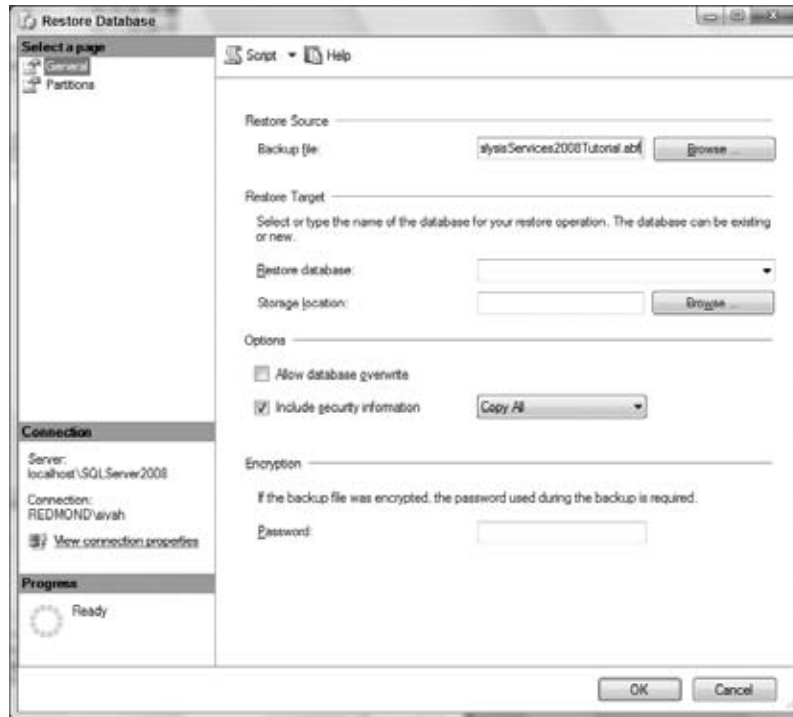 Restore Database
Select a page
General
Partitions
Script
Help
Restore Source
Backup file:
alysisServices2008Tutorial.abf
Browse ...
Restore Target
Select or type the name of the database for your restore operation. The database can be existing
or new.
Restore database:
Storage location:
Browse ...
Options
Allow database overwrite
Include security information
Copy All
Encryption
If the backup file was encrypted, the password used during the backup is required.
Password:
Connection
Server:
localhost\SQLServer2008
Connection:
REDMOND\sivah
View connection properties
Progress
Ready
OK
Cancel